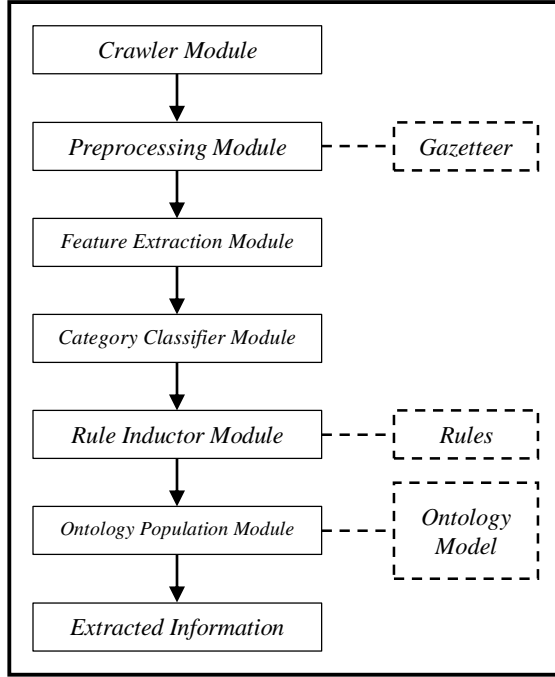 Crawler Module
Preprocessing Module
Gazetteer
Feature Extraction Module
Category Classifier Module
Rule Inductor Module
Rules
Ontology Population Module
Ontology
Model
Extracted Information